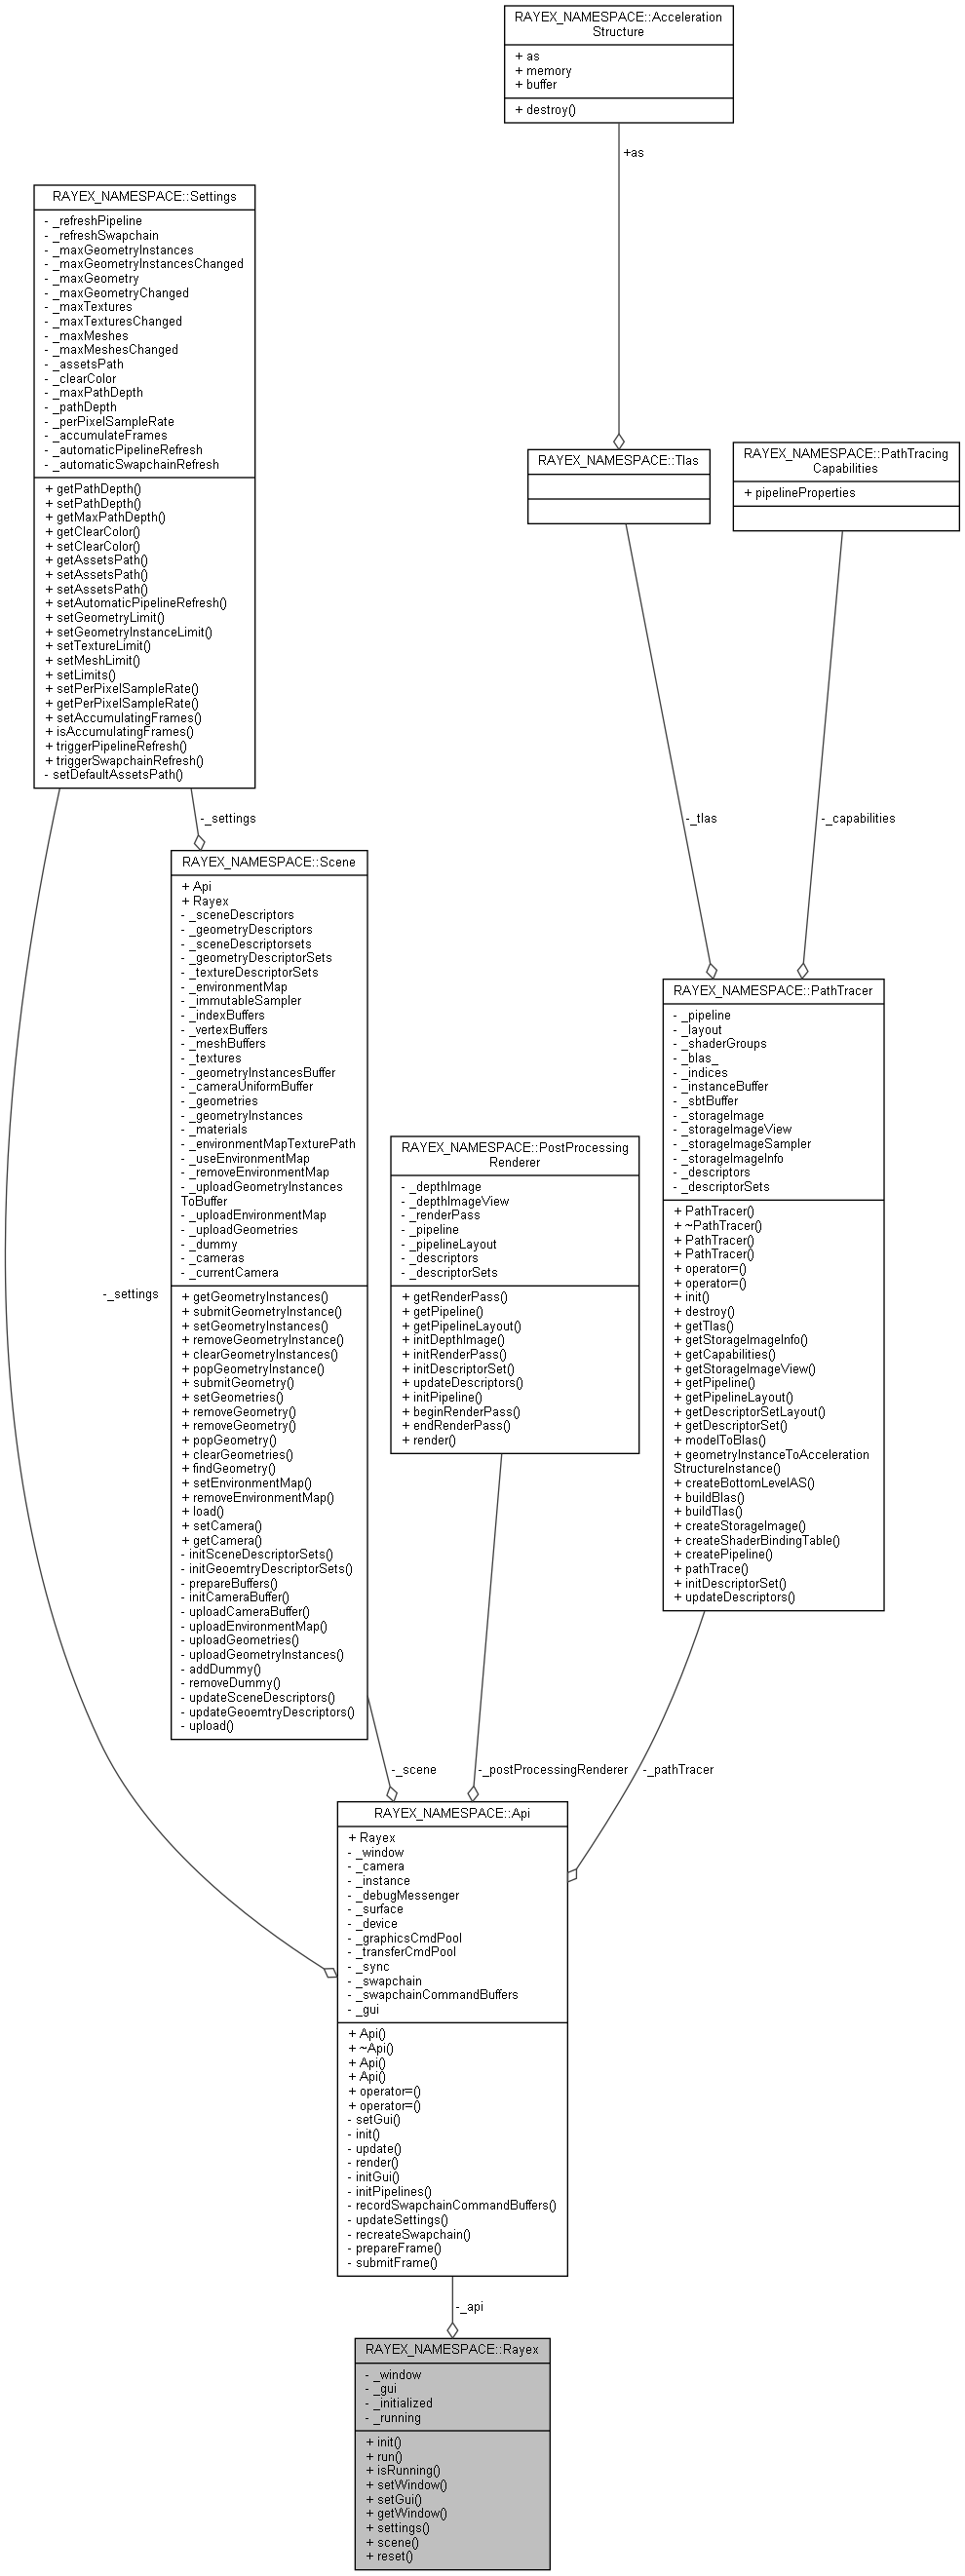 RAYEX_NAMESPACE::Acceleration
Structure
+ as
+ memory
+ buffer
+ destroy()
+as
RAYEX_NAMESPACE::Settings
- _refreshPipeline
- _refreshSwapchain
- _maxGeometryInstances
- _maxGeometryInstancesChanged
- _maxGeometry
- _maxGeometryChanged
- _maxTextures
- _maxTexturesChanged
- _maxMeshes
- _maxMeshesChanged
- _assetsPath
- _clearColor
- _maxPathDepth
- _pathDepth
- _perPixelSampleRate
- _accumulateFrames
- _automaticPipelineRefresh
- _automaticSwapchainRefresh
+ getPathDepth()
+ setPathDepth()
+ getMaxPathDepth()
+ getClearColor()
+ setClearColor()
+ getAssetsPath()
+ setAssetsPath()
+ setAssetsPath()
+ setAutomaticPipelineRefresh()
+ setGeometryLimit()
+ setGeometryInstanceLimit()
+ setTextureLimit()
+ setMeshLimit()
+ setLimits()
+ setPerPixelSampleRate()
+ getPerPixelSampleRate()
+ setAccumulatingFrames()
+ isAccumulatingFrames()
+ triggerPipelineRefresh()
+ triggerSwapchainRefresh()
- setDefaultAssetsPath()
RAYEX_NAMESPACE::Tlas
RAYEX_NAMESPACE::PathTracing
Capabilities
+ pipelineProperties
-_settings
-_tlas
-_capabilities
RAYEX_NAMESPACE::Scene
+ Api
+ Rayex
- _sceneDescriptors
- _geometryDescriptors
- _sceneDescriptorsets
- _geometryDescriptorSets
- _textureDescriptorSets
- _environmentMap
- _immutableSampler
- _indexBuffers
- _vertexBuffers
- _meshBuffers
- _textures
- _geometryInstancesBuffer
- _cameraUniformBuffer
- _geometries
- _geometryInstances
- _materials
- _environmentMapTexturePath
- _useEnvironmentMap
- _removeEnvironmentMap
- _uploadGeometryInstances
ToBuffer
- _uploadEnvironmentMap
- _uploadGeometries
- _dummy
- _cameras
- _currentCamera
+ getGeometryInstances()
+ submitGeometryInstance()
+ setGeometryInstances()
+ removeGeometryInstance()
+ clearGeometryInstances()
+ popGeometryInstance()
+ submitGeometry()
+ setGeometries()
+ removeGeometry()
+ removeGeometry()
+ popGeometry()
+ clearGeometries()
+ findGeometry()
+ setEnvironmentMap()
+ removeEnvironmentMap()
+ load()
+ setCamera()
+ getCamera()
- initSceneDescriptorSets()
- initGeoemtryDescriptorSets()
- prepareBuffers()
- initCameraBuffer()
- uploadCameraBuffer()
- uploadEnvironmentMap()
- uploadGeometries()
- uploadGeometryInstances()
- addDummy()
- removeDummy()
- updateSceneDescriptors()
- updateGeoemtryDescriptors()
- upload()
-_settings
RAYEX_NAMESPACE::PostProcessing
Renderer
- _depthImage
- _depthImageView
- _renderPass
- _pipeline
- _pipelineLayout
- _descriptors
- _descriptorSets
+ getRenderPass()
+ getPipeline()
+ getPipelineLayout()
+ initDepthImage()
+ initRenderPass()
+ initDescriptorSet()
+ updateDescriptors()
+ initPipeline()
+ beginRenderPass()
+ endRenderPass()
+ render()
RAYEX_NAMESPACE::PathTracer
- _pipeline
- _layout
- _shaderGroups
- _blas_
- _indices
- _instanceBuffer
- _sbtBuffer
- _storageImage
- _storageImageView
- _storageImageSampler
- _storageImageInfo
- _descriptors
- _descriptorSets
+ PathTracer()
+ ~PathTracer()
+ PathTracer()
+ PathTracer()
+ operator=()
+ operator=()
+ init()
+ destroy()
+ getTlas()
+ getStorageImageInfo()
+ getCapabilities()
+ getStorageImageView()
+ getPipeline()
+ getPipelineLayout()
+ getDescriptorSetLayout()
+ getDescriptorSet()
+ modelToBlas()
+ geometryInstanceToAcceleration
StructureInstance()
+ createBottomLevelAS()
+ buildBlas()
+ buildTlas()
+ createStorageImage()
+ createShaderBindingTable()
+ createPipeline()
+ pathTrace()
+ initDescriptorSet()
+ updateDescriptors()
-_scene
-_postProcessingRenderer
-_pathTracer
RAYEX_NAMESPACE::Api
+ Rayex
- _window
- _camera
- _instance
- _debugMessenger
- _surface
- _device
- _graphicsCmdPool
- _transferCmdPool
- _sync
- _swapchain
- _swapchainCommandBuffers
- _gui
+ Api()
+ ~Api()
+ Api()
+ Api()
+ operator=()
+ operator=()
- setGui()
- init()
- update()
- render()
- initGui()
- initPipelines()
- recordSwapchainCommandBuffers()
- updateSettings()
- recreateSwapchain()
- prepareFrame()
- submitFrame()
-_api
RAYEX_NAMESPACE::Rayex
- _window
- _gui
- _initialized
- _running
+ init()
+ run()
+ isRunning()
+ setWindow()
+ setGui()
+ getWindow()
+ settings()
+ scene()
+ reset()